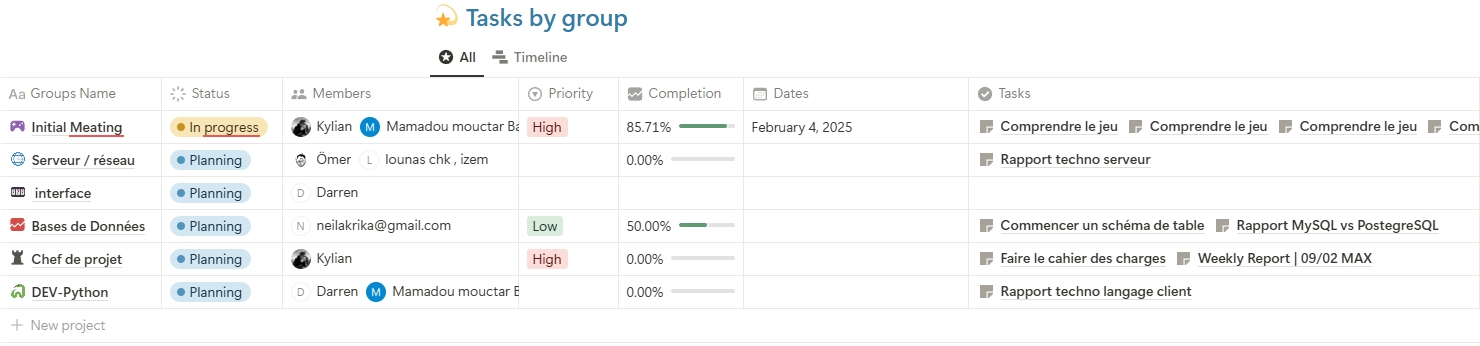 Tasks by group
All Timeline
Aa Groups Name Status Members Priority Completion Dates Tasks
Initial Meating In progress Kylian M Mamadou mouctar Ba High 85.71% February 4, 2025 Comprendre le jeu Comprendre le jeu Comprendre le jeu Com
Serveur / réseau Planning Ömer L lounas chk , izem 0.00% Rapport techno serveur
interface Planning D Darren
Bases de Données Planning N neilakrika@gmail.com Low 50.00% Commencer un schéma de table Rapport MySQL vs PostegreSQL
Chef de projet Planning Kylian High 0.00% Faire le cahier des charges Weekly Report | 09/02 MAX
DEV-Python Planning D Darren M Mamadou mouctar B 0.00% Rapport techno langage client
+ New project